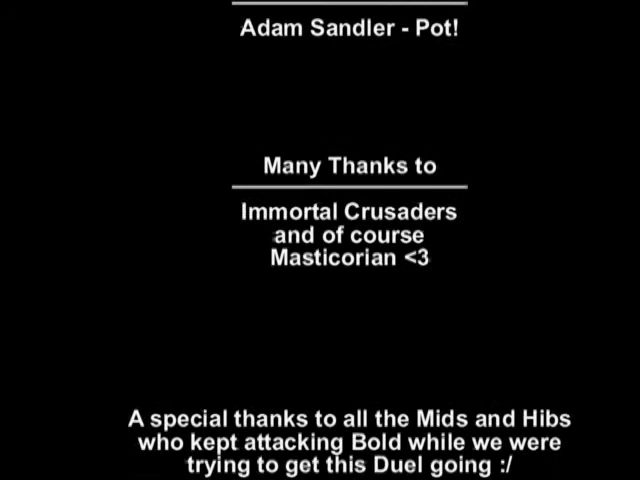 Adam Sandler - Pot!
Many Thanks to
Immortal Crusaders
and of course
Masticorian <3
A special thanks to all the Mids and Hibs
who kept attacking Bold while we were
trying to get this Duel going :/